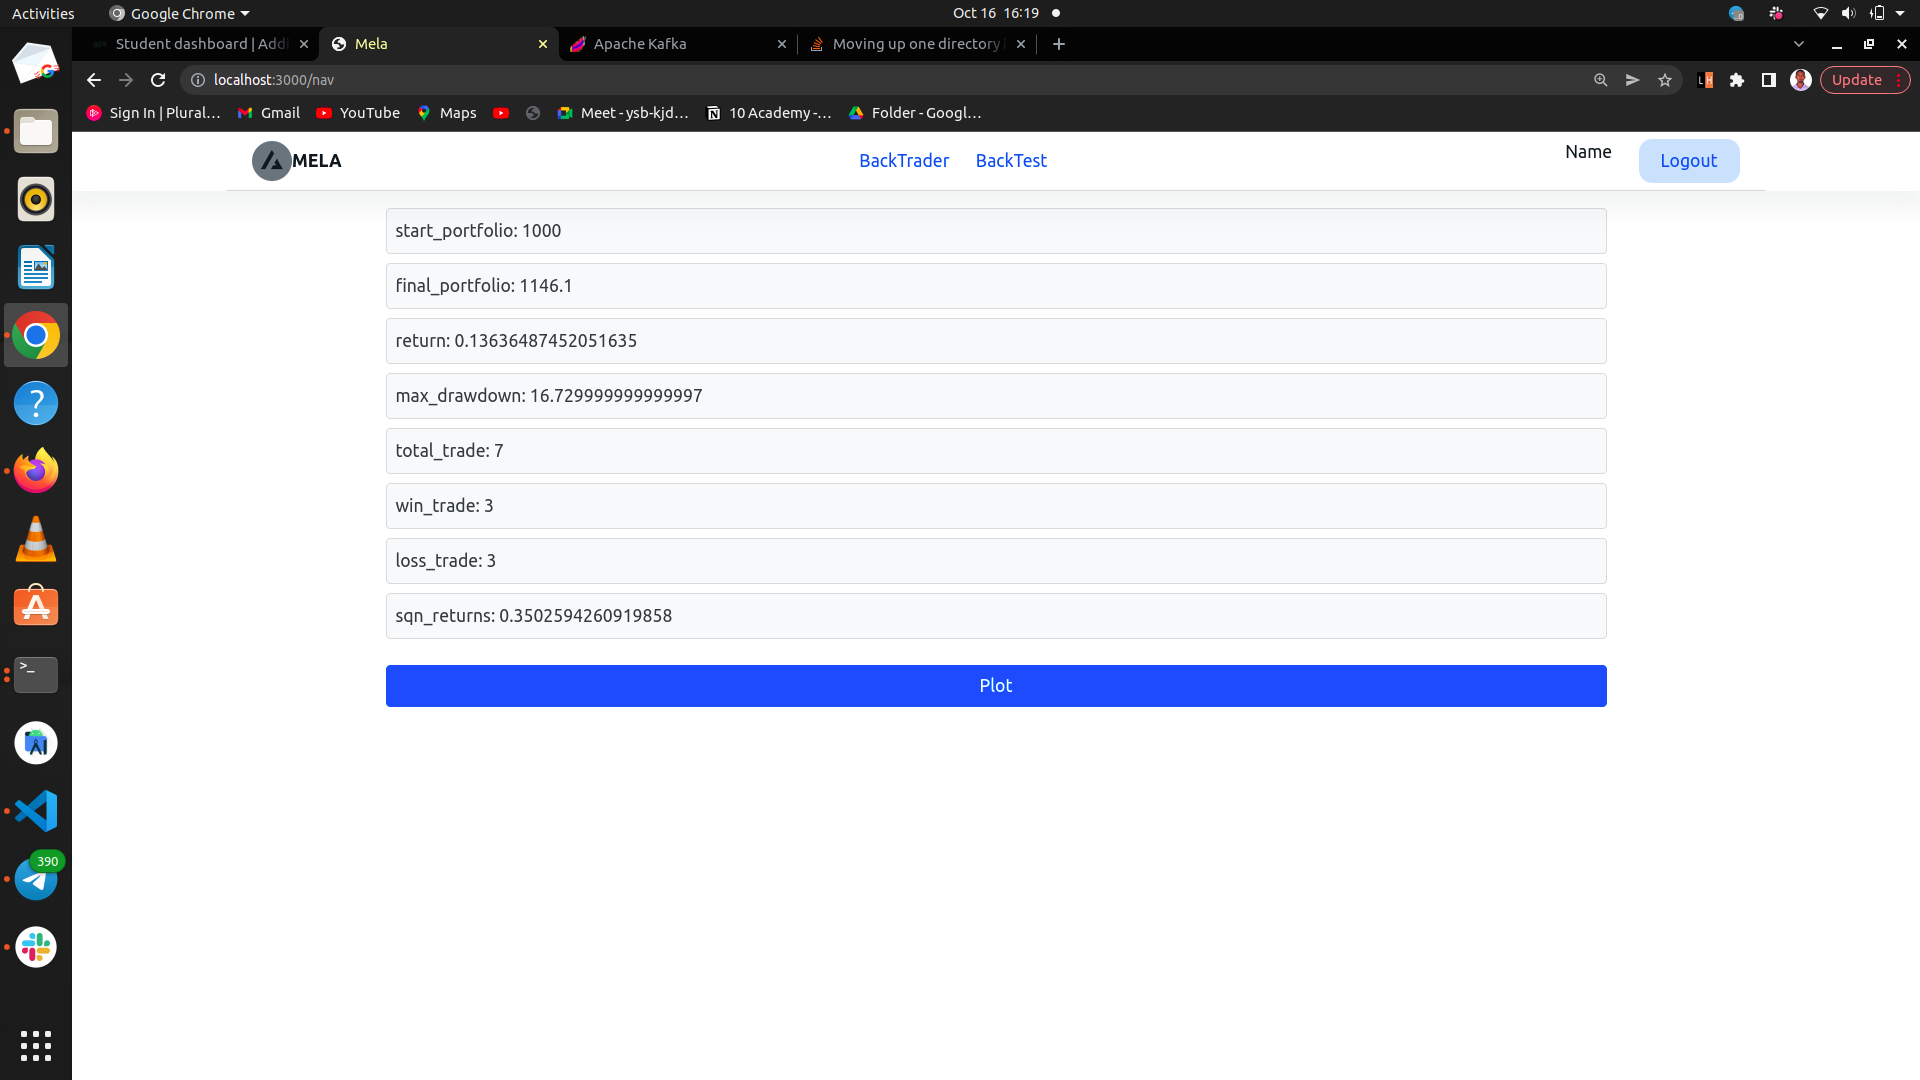 Activities
Google Chrome
Oct 16 16:19
Student dashboard | Addi
Mela
Apache Kafka
Moving up one directory i
localhost:3000/nav
Update
Sign In | Plural…
Gmail
YouTube
Maps
Meet - ysb-kjd…
10 Academy -…
Folder - Googl…
MELA
BackTrader
BackTest
Name
Logout
start_portfolio: 1000
final_portfolio: 1146.1
return: 0.13636487452051635
max_drawdown: 16.729999999999997
total_trade: 7
win_trade: 3
loss_trade: 3
sqn_returns: 0.3502594260919858
Plot
390